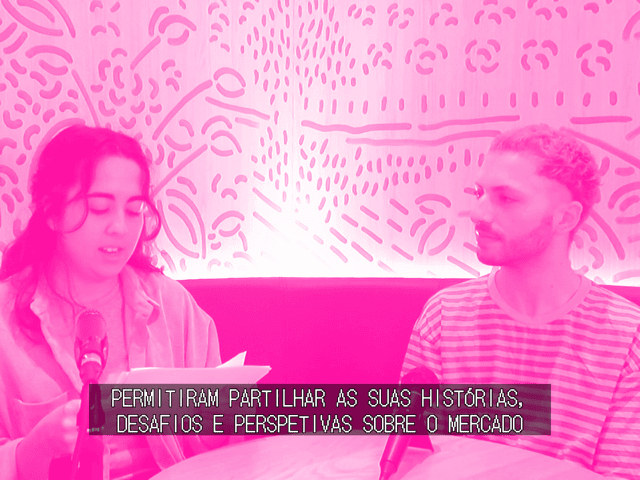 PERMITIRAM PARTILHAR AS SUAS HISTÓRIAS,
DESAFIOS E PERSPETIVAS SOBRE O MERCADO